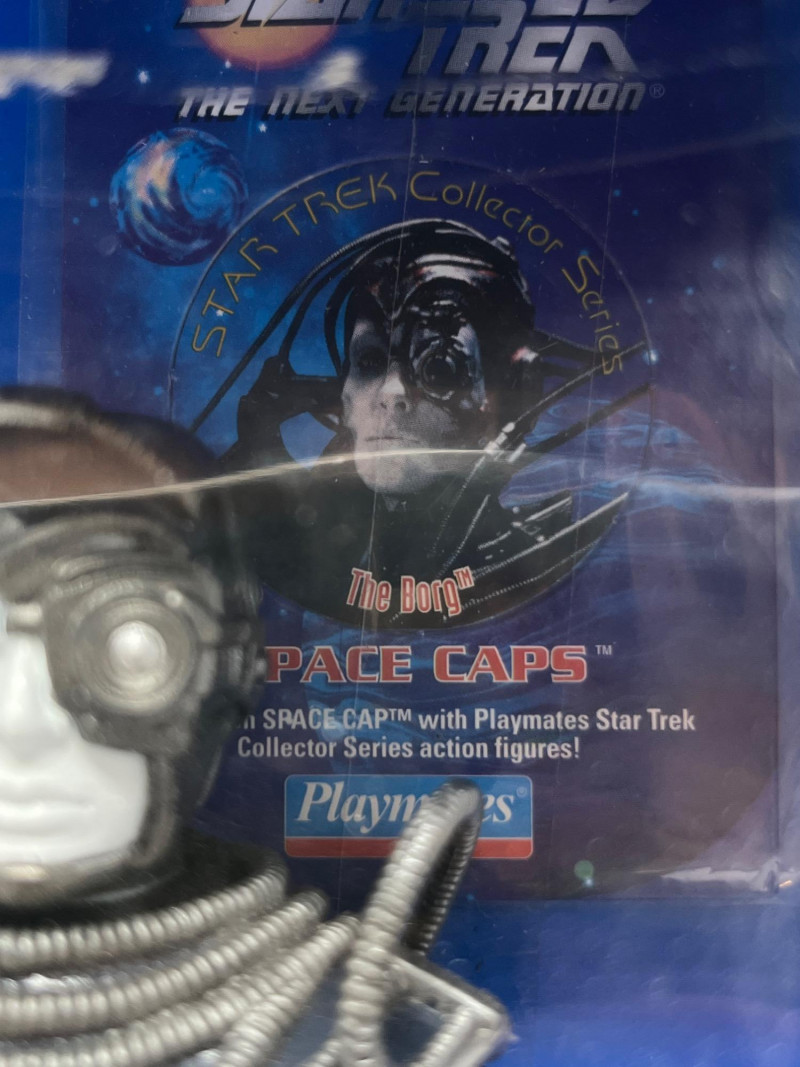 TREK
THE NEXT GENERATION®
STAR TREK Collector Series
The Borg™
PACE CAPS™
SPACE CAP™ with Playmates Star Trek
Collector Series action figures!
Playmates®